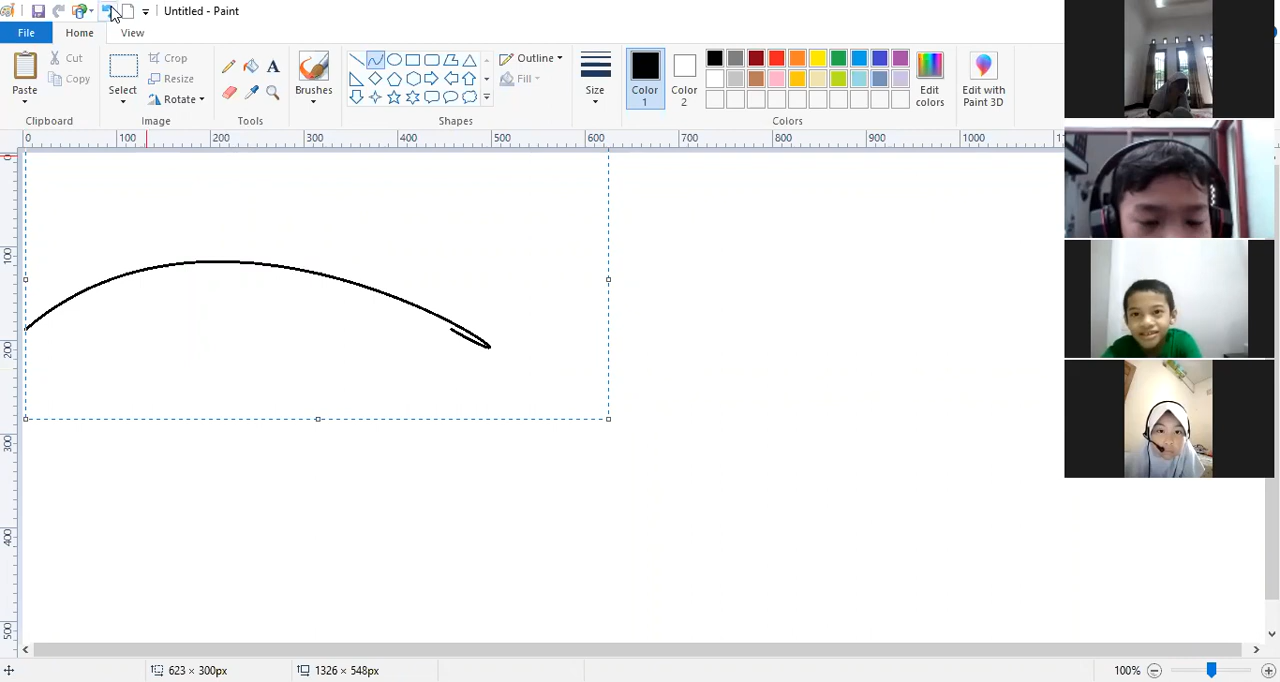 Untitled - Paint
File Home View
Paste
Cut
Copy
Clipboard
Select
Crop
Resize
Rotate
Image
Tools
Brushes
Shapes
Outline
Fill
Size
Color 1
Color 2
Colors
Edit colors
Edit with Paint 3D
0 100 200 300 400 500 600 700 800 900 1000 1
0
100
200
300
400
500
623 × 300px
1326 × 548px
100%